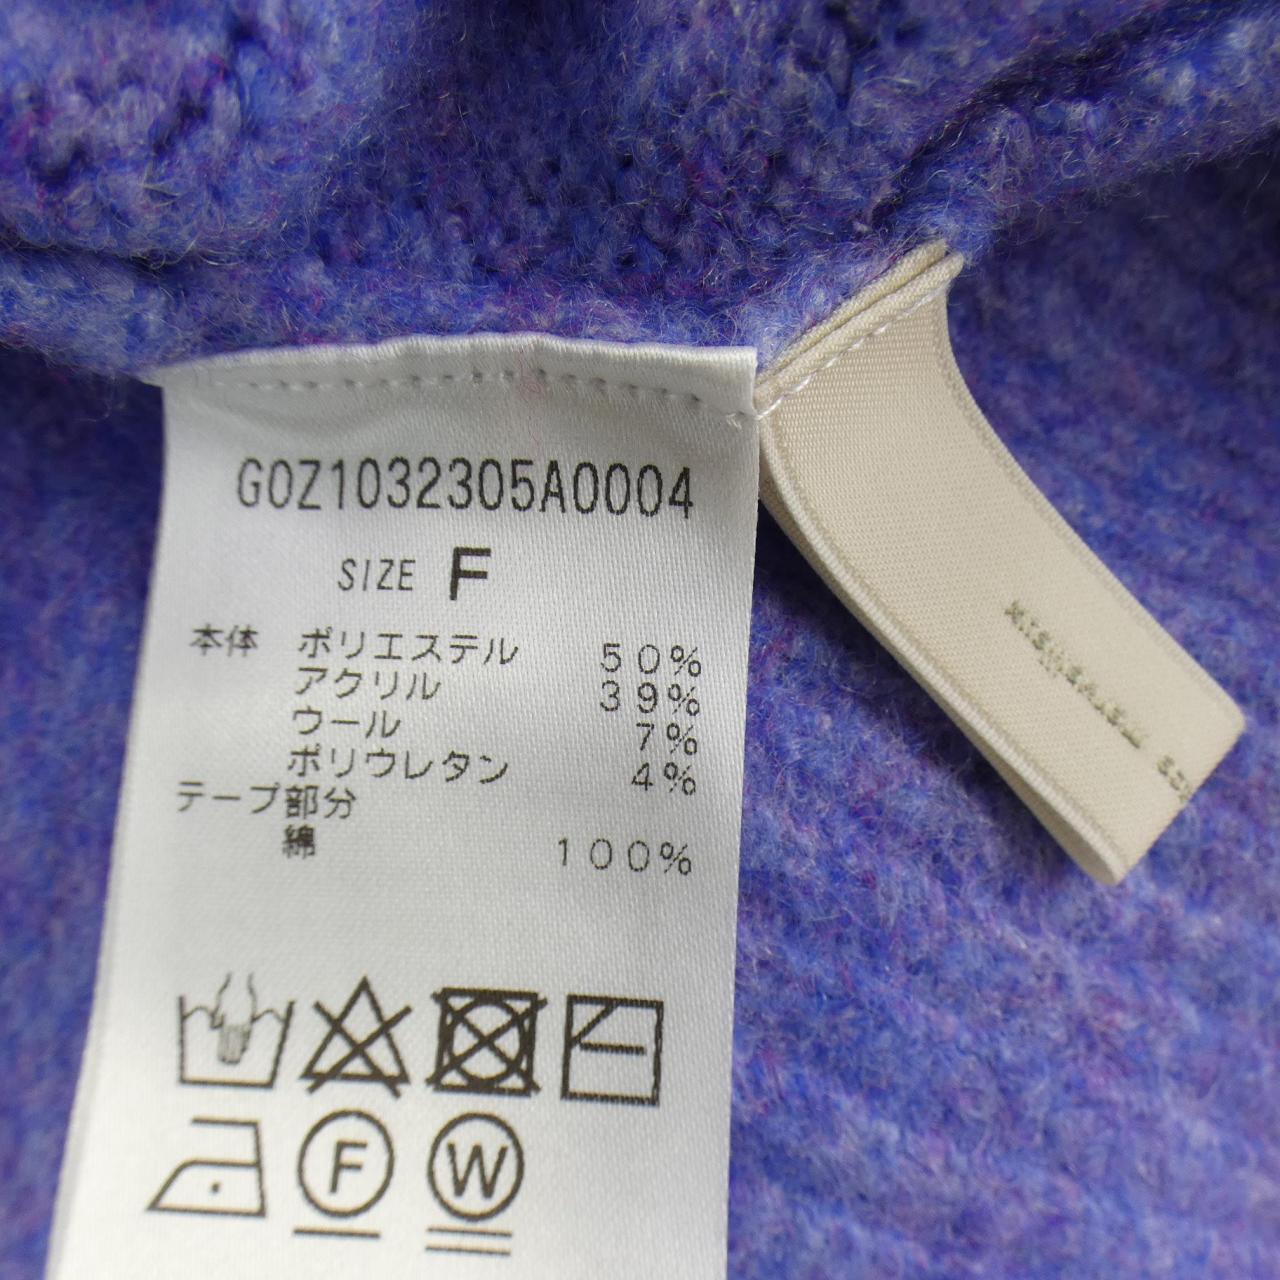 G0Z1032305A0004
SIZE F
本体 ポリエステル 50%
アクリル 39%
ウール 7%
ポリウレタン 4%
テープ部分
綿 100%
F
W